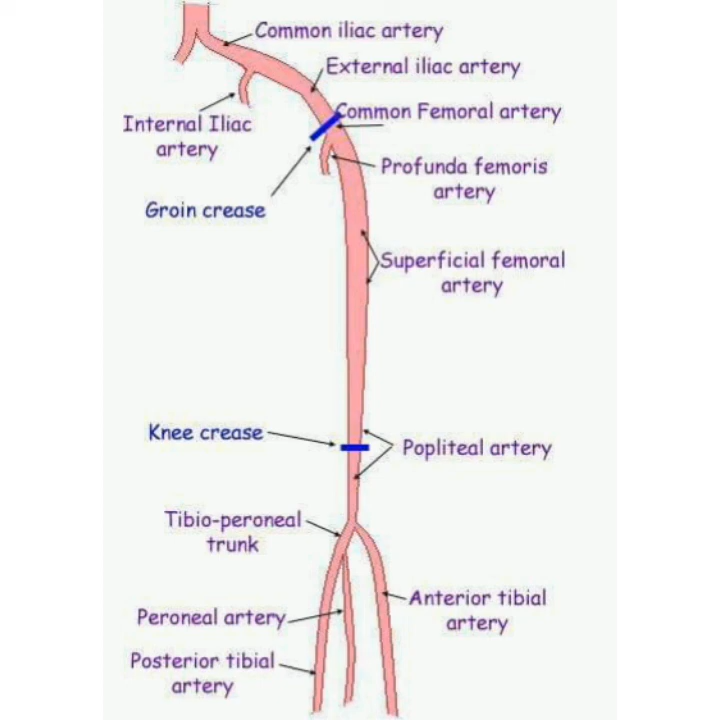 Common iliac artery
External iliac artery
Common Femoral artery
Internal Iliac
artery
Profunda femoris
artery
Groin crease
Superficial femoral
artery
Knee crease
Popliteal artery
Tibio-peroneal
trunk
Anterior tibial
artery
Peroneal artery
Posterior tibial
artery